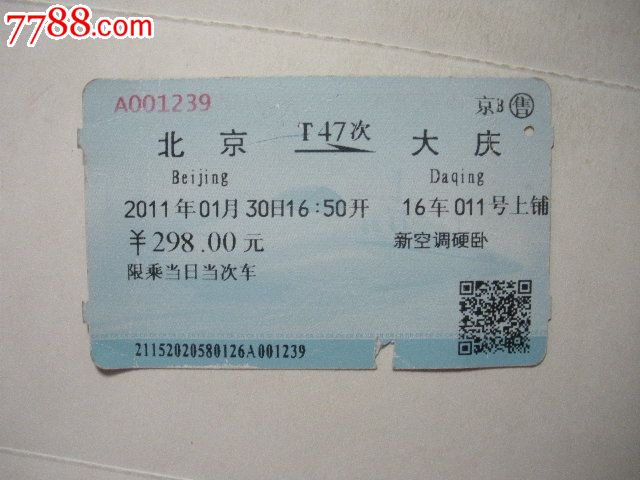 7788.com
A001239 京B 售
北京 T47次 大庆
Beijing Daqing
2011年01月30日16:50开 16车011号上铺
¥298.00元 新空调硬卧
限乘当日当次车
21152020580126A001239